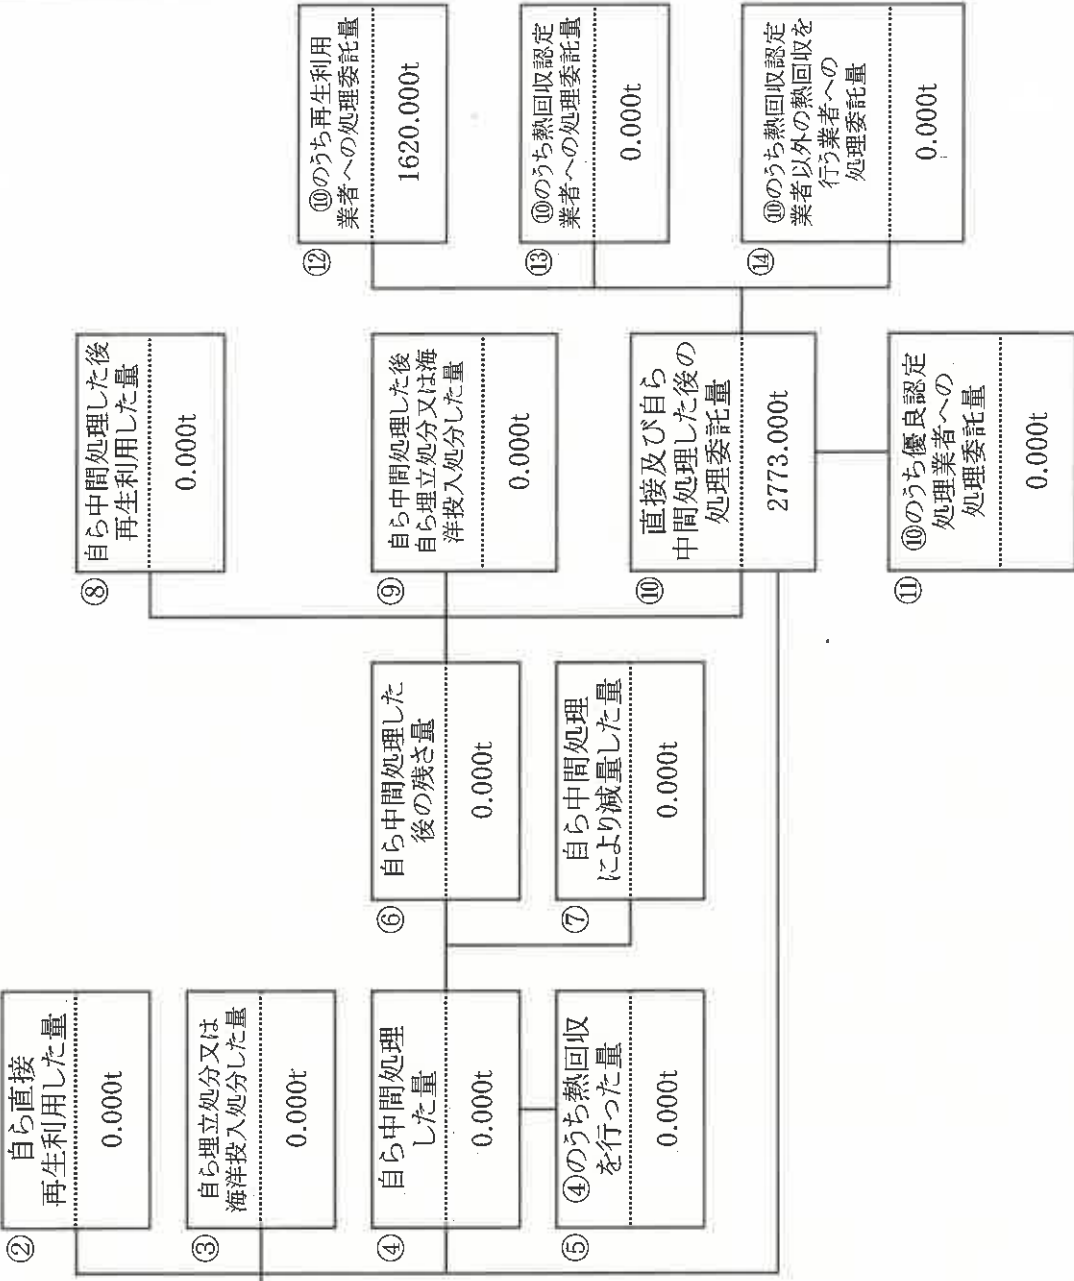 ②
自ら直接
再生利用した量
0.000t
③
自ら埋立処分又は
海洋投入処分した量
0.000t
④
自ら中間処理
した量
0.000t
⑤
④のうち熱回収
を行った量
0.000t
⑥
自ら中間処理した
後の残さ量
0.000t
⑦
自ら中間処理
により減量した量
0.000t
⑧
自ら中間処理した後
再生利用した量
0.000t
⑨
自ら中間処理した後
自ら埋立処分又は海
洋投入処分した量
0.000t
⑩
直接及び自ら
中間処理した後の
処理委託量
2773.000t
⑪
⑩のうち優良認定
処理業者への
処理委託量
0.000t
⑫
⑩のうち再生利用
業者への処理委託量
1620.000t
⑬
⑩のうち熱回収認定
業者への処理委託量
0.000t
⑭
⑩のうち熱回収認定
業者以外の熱回収を
行う業者への
処理委託量
0.000t